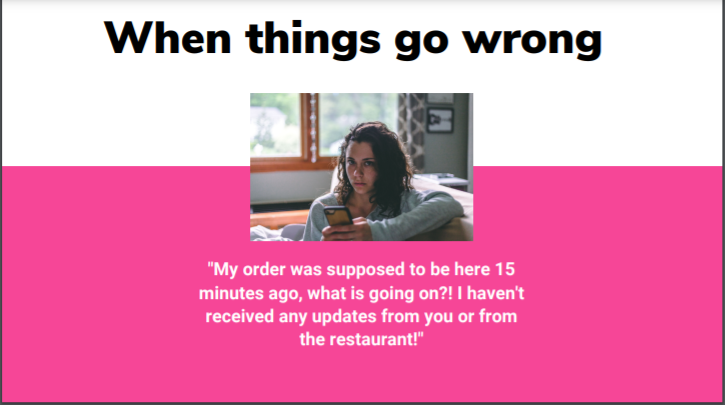 When things go wrong
"My order was supposed to be here 15
minutes ago, what is going on?! I haven't
received any updates from you or from
the restaurant!"